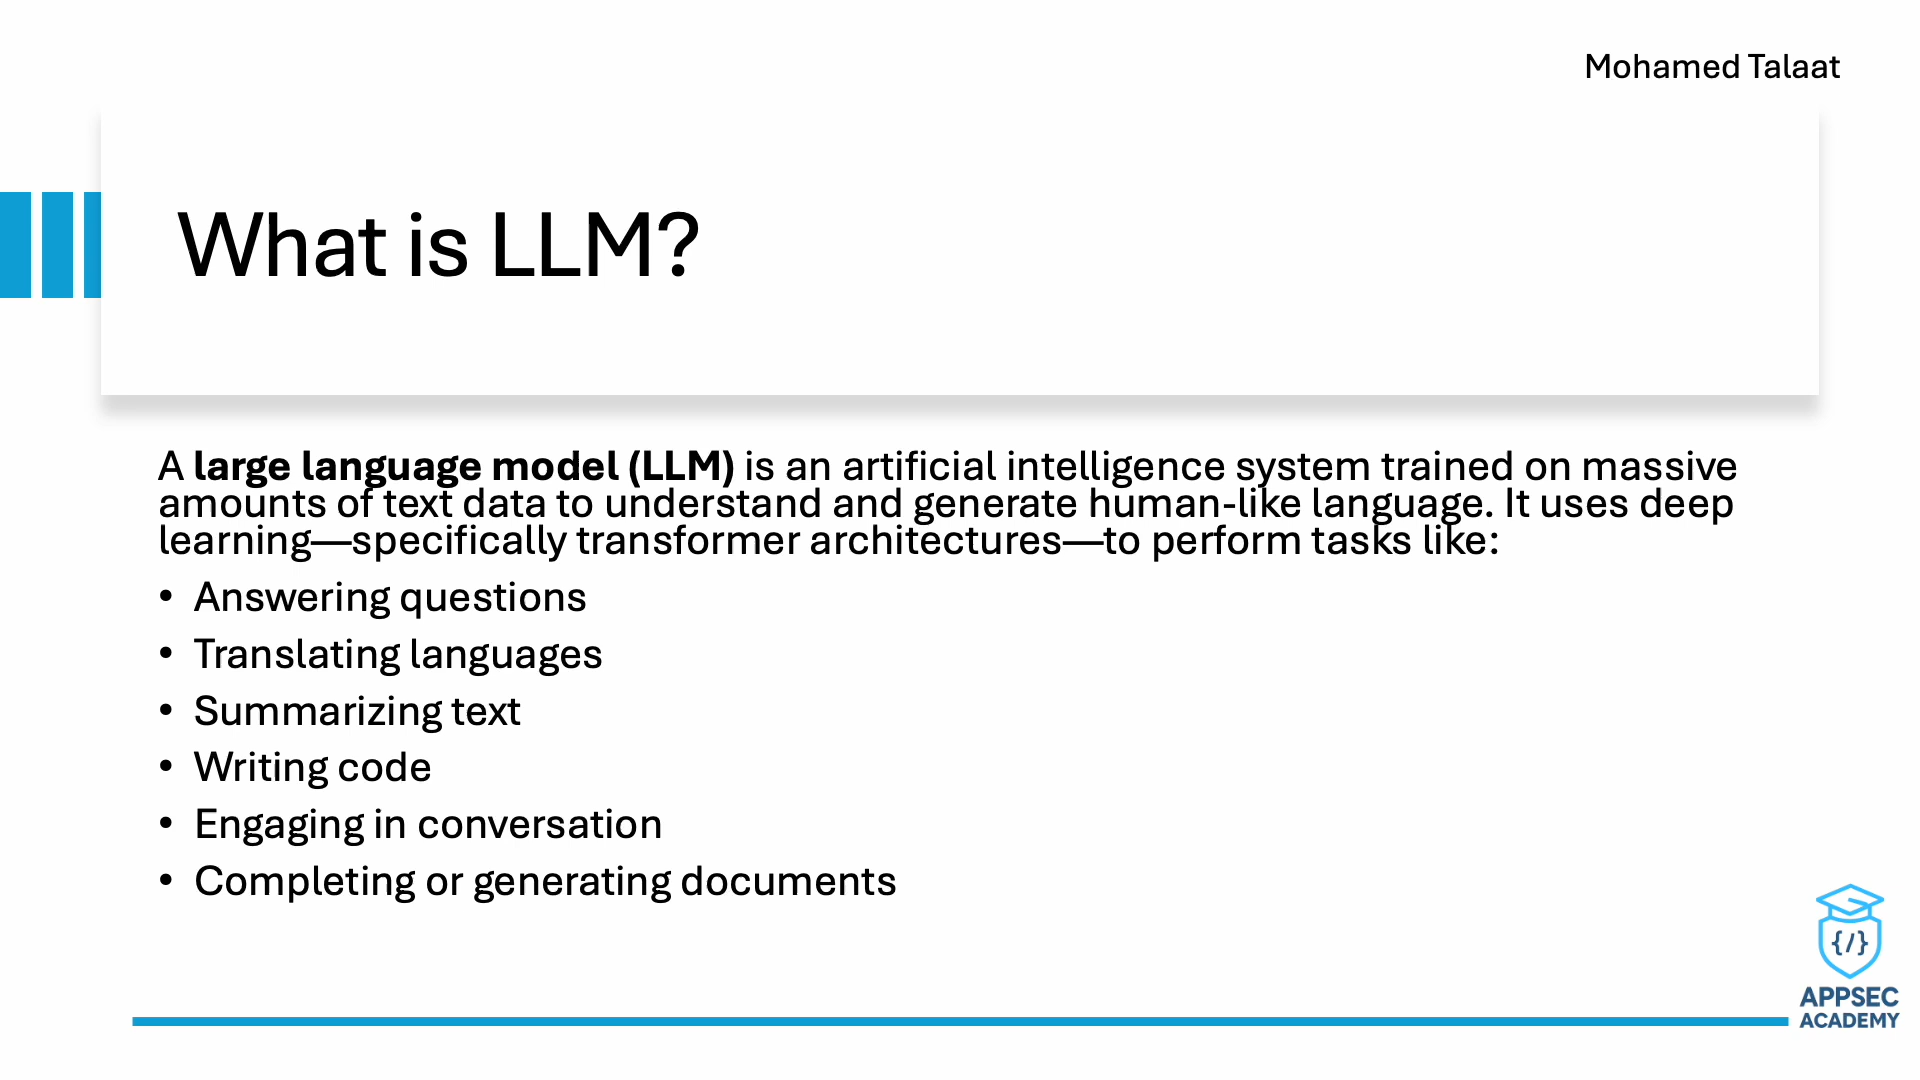 Mohamed Talaat
What is LLM?
A large language model (LLM) is an artificial intelligence system trained on massive
amounts of text data to understand and generate human-like language. It uses deep
learning—specifically transformer architectures—to perform tasks like:
• Answering questions
• Translating languages
• Summarizing text
• Writing code
• Engaging in conversation
• Completing or generating documents
{/}
APPSEC
ACADEMY